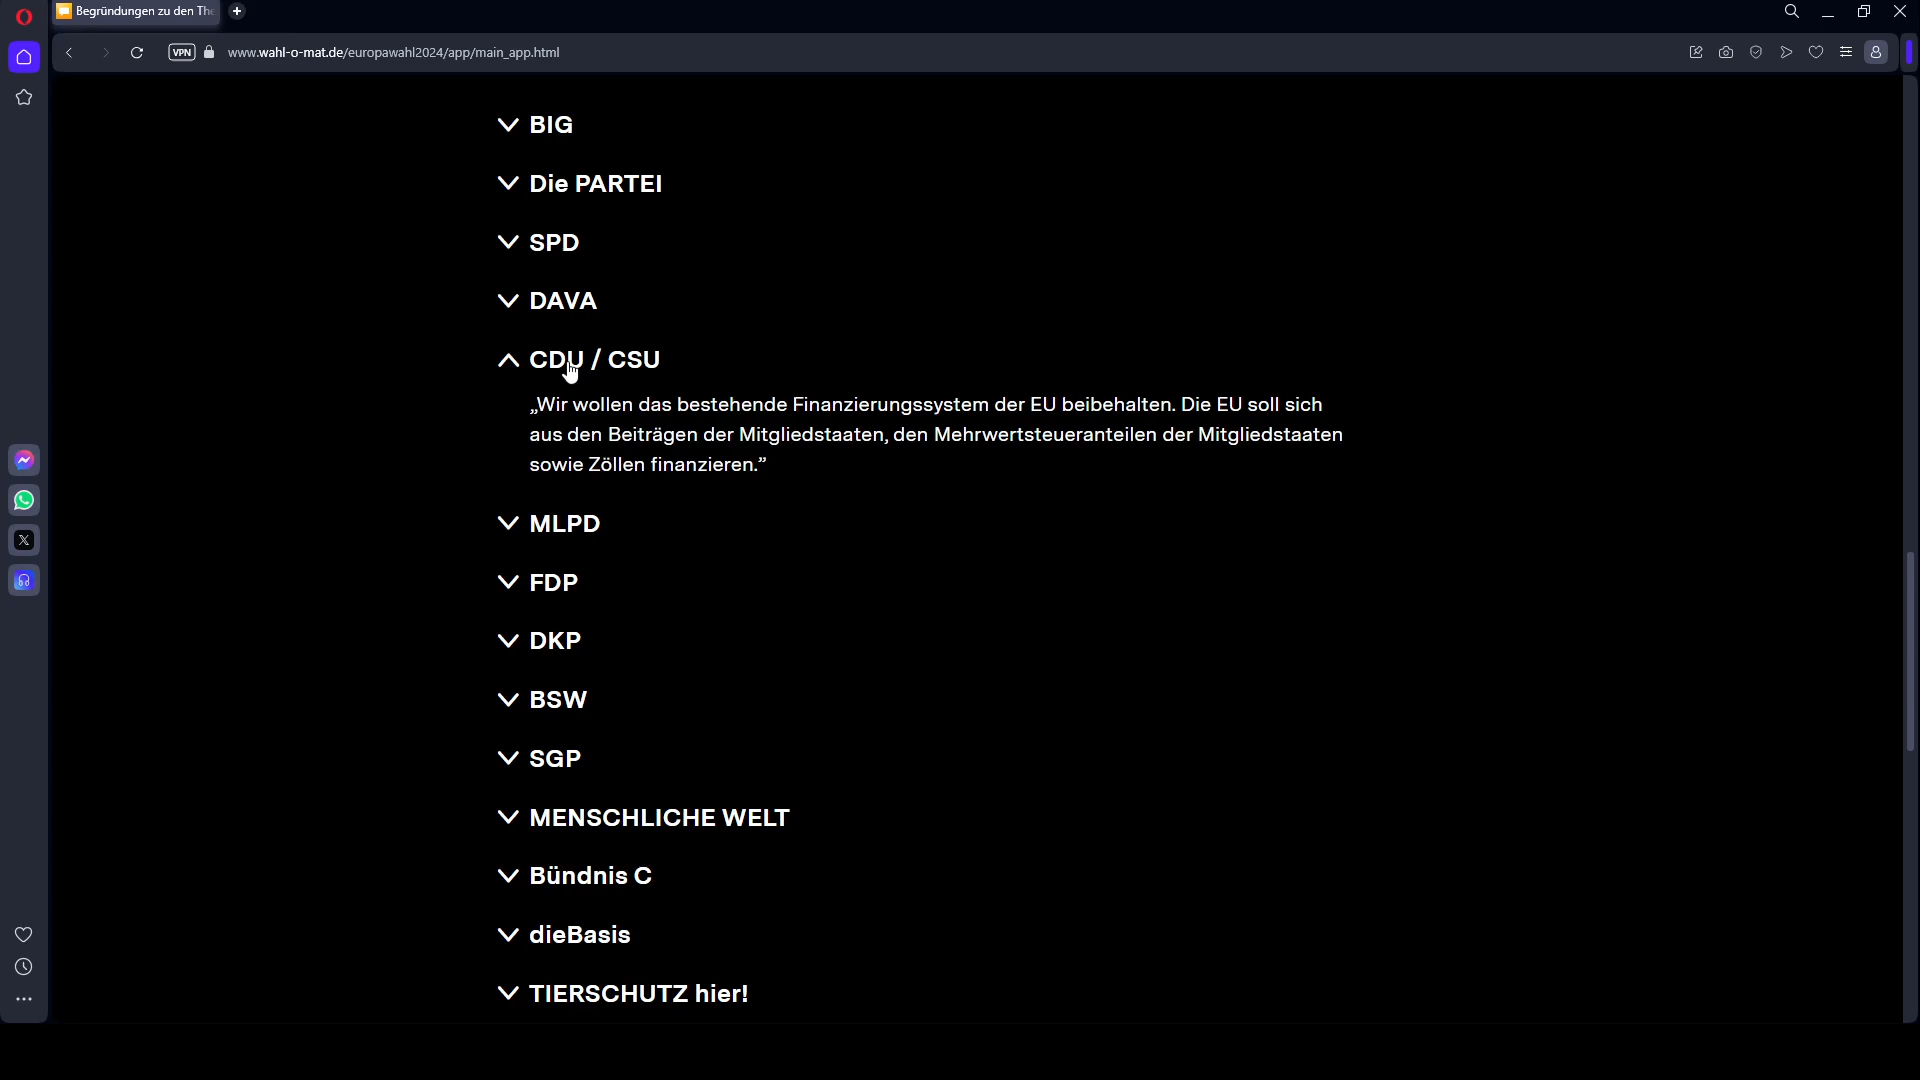 Begründungen zu den Th
VPN
www.wahl-o-mat.de/europawahl2024/app/main_app.html
BIG
Die PARTEI
SPD
DAVA
CDU / CSU
„Wir wollen das bestehende Finanzierungssystem der EU beibehalten. Die EU soll sich
aus den Beiträgen der Mitgliedstaaten, den Mehrwertsteueranteilen der Mitgliedstaaten
sowie Zöllen finanzieren.”
MLPD
FDP
DKP
BSW
SGP
MENSCHLICHE WELT
Bündnis C
dieBasis
TIERSCHUTZ hier!